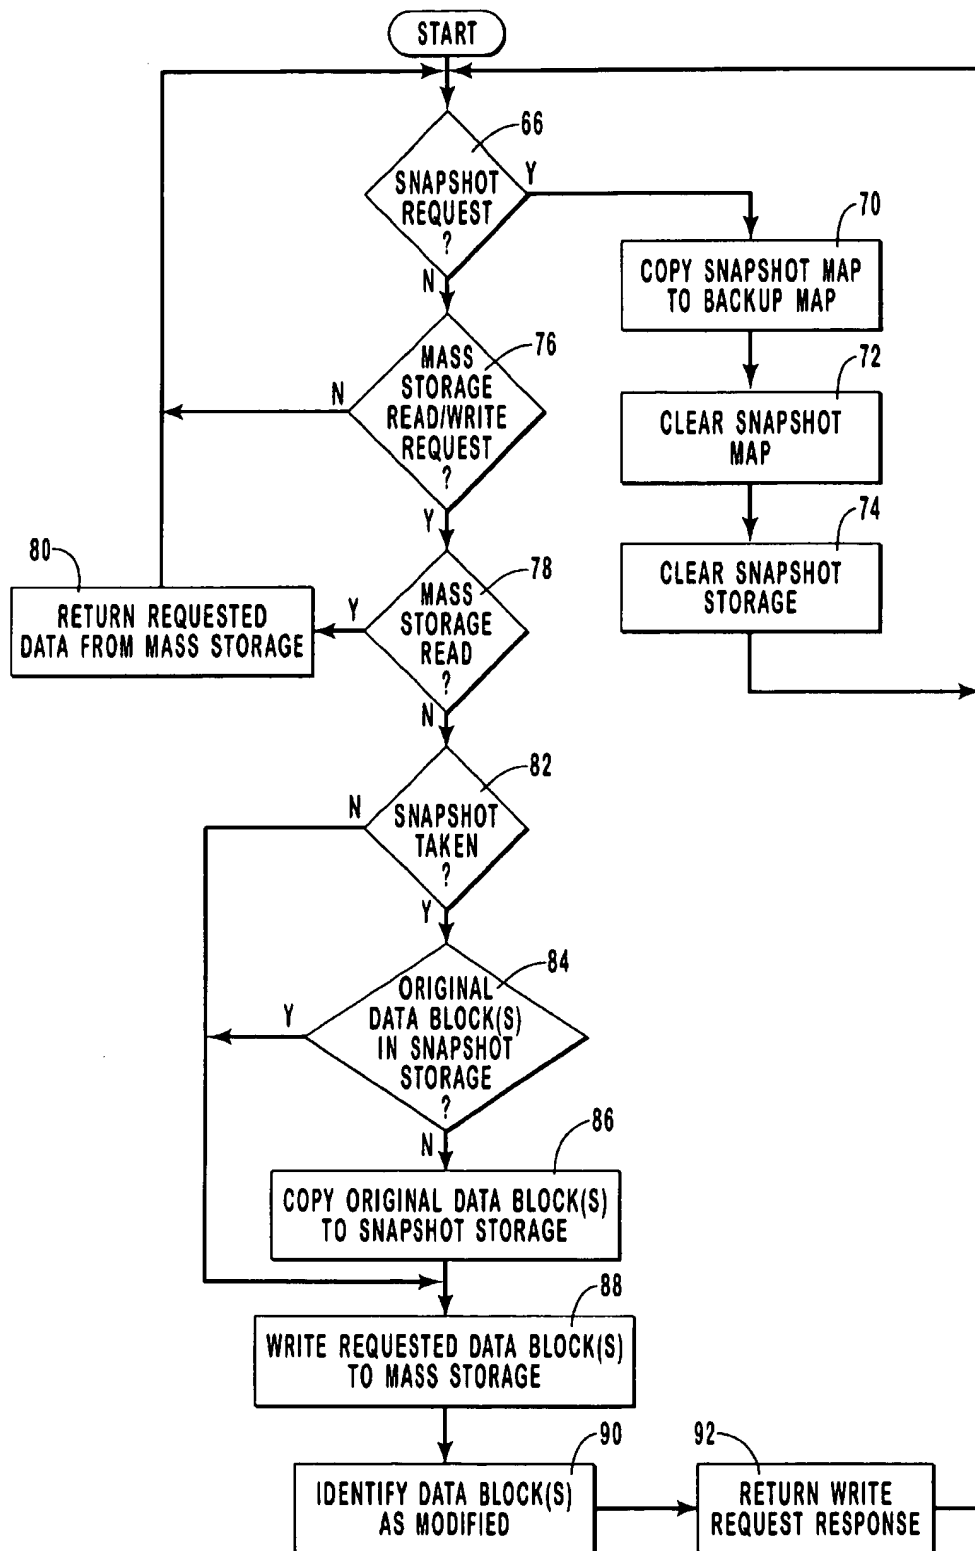 START
66
SNAPSHOT
REQUEST
?
Y
N
70
COPY SNAPSHOT MAP
TO BACKUP MAP
76
MASS
STORAGE
READ/WRITE
REQUEST
?
N
Y
72
CLEAR SNAPSHOT
MAP
74
CLEAR SNAPSHOT
STORAGE
78
MASS
STORAGE
READ
?
Y
N
80
RETURN REQUESTED
DATA FROM MASS STORAGE
82
SNAPSHOT
TAKEN
?
N
Y
84
ORIGINAL
DATA BLOCK(S)
IN SNAPSHOT
STORAGE
?
Y
N
86
COPY ORIGINAL DATA BLOCK(S)
TO SNAPSHOT STORAGE
88
WRITE REQUESTED DATA BLOCK(S)
TO MASS STORAGE
90
IDENTIFY DATA BLOCK(S)
AS MODIFIED
92
RETURN WRITE
REQUEST RESPONSE